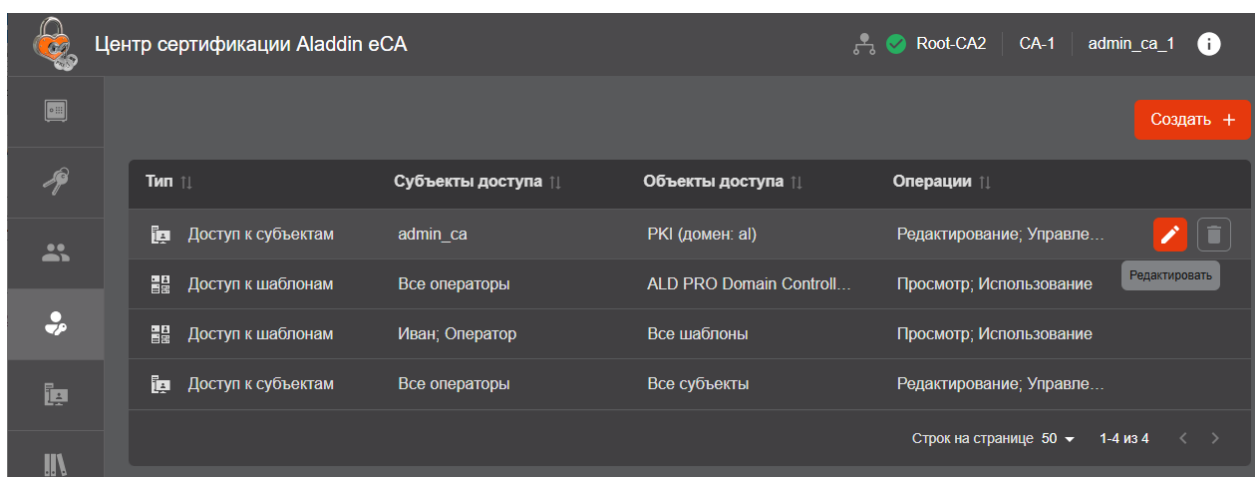 Центр сертификации Aladdin eCA Root-CA2 CA-1 admin_ca_1
Создать +
Тип Субъекты доступа Объекты доступа Операции
Доступ к субъектам admin_ca PKI (домен: al) Редактирование; Управле...
Редактировать
Доступ к шаблонам Все операторы ALD PRO Domain Controll... Просмотр; Использование
Доступ к шаблонам Иван; Оператор Все шаблоны Просмотр; Использование
Доступ к субъектам Все операторы Все субъекты Редактирование; Управле...
Строк на странице 50 1-4 из 4